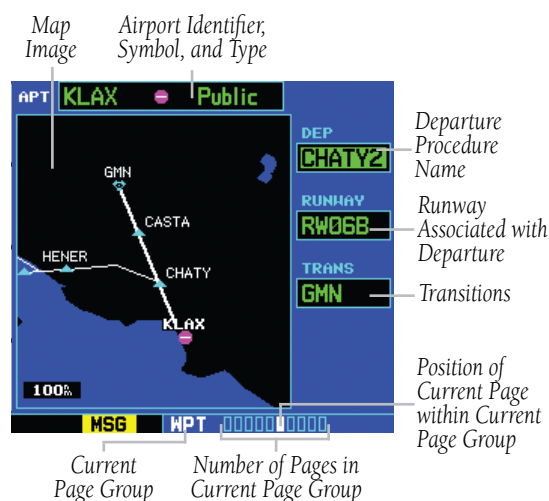 Map
Image
Airport Identifier,
Symbol, and Type
APT KLAX Public
DEP
CHATY2
Departure
Procedure
Name
RUNWAY
RW06B
Runway
Associated with
Departure
TRANS
GMN
Transitions
GMN
CASTA
HENER
CHATY
KLAX
100
MSG WPT
Position of
Current Page
within Current
Page Group
Current
Page Group
Number of Pages in
Current Page Group